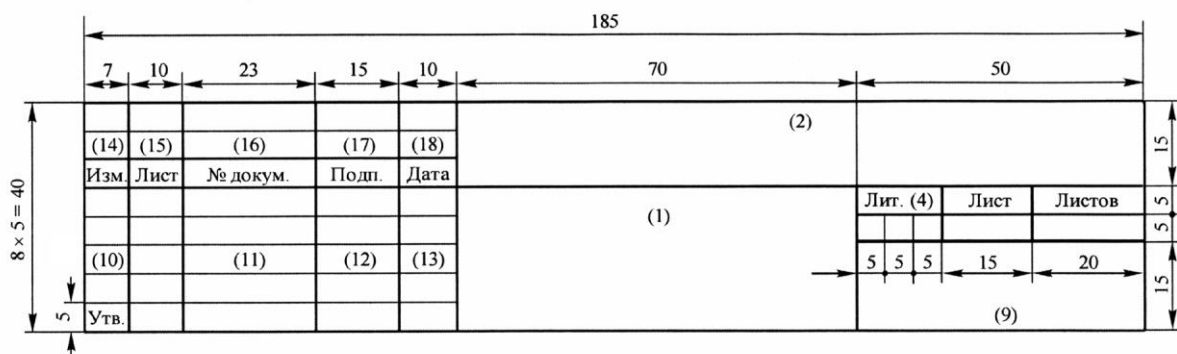 185
7 10 23 15 10 70 50
(2)
(14) (15) (16) (17) (18)
15
Изм. Лист № докум. Подп. Дата
8 × 5 = 40
Лит. (4) Лист Листов
5
(1)
5
(10) (11) (12) (13)
5 5 5 15 20
15
5
Утв.
(9)